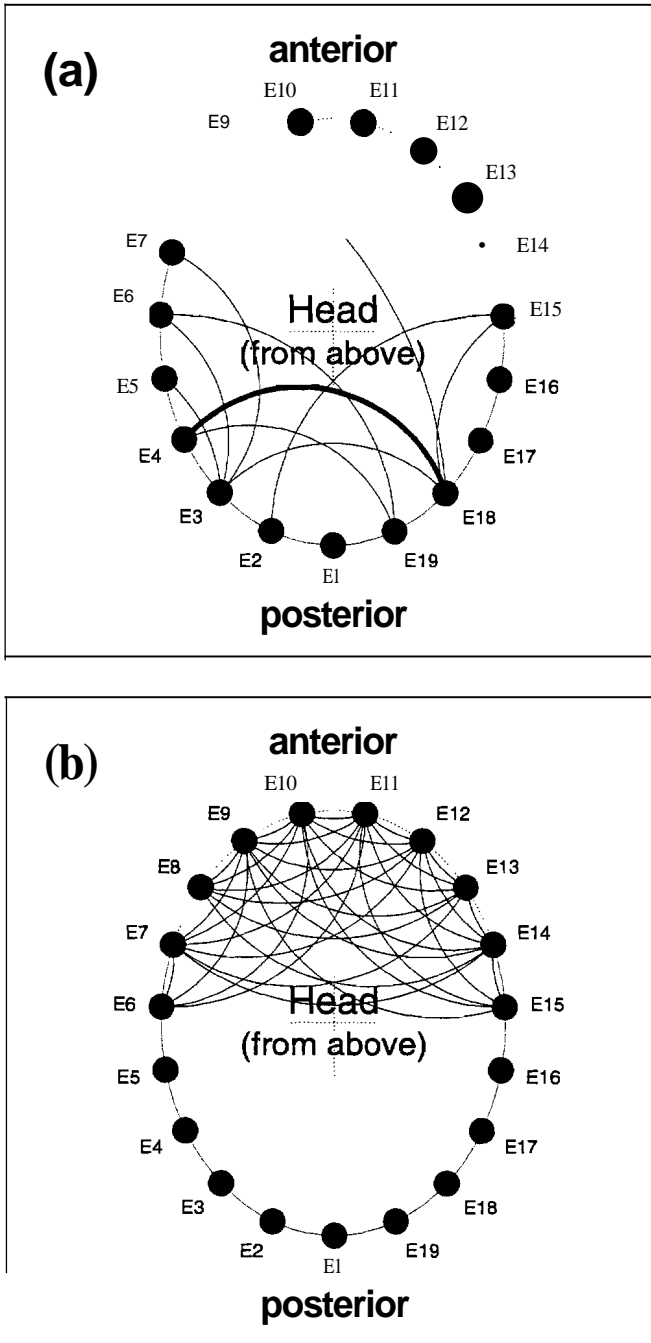 (a)
anterior
E10 E11
E9 E12
E13
E7 E14
E6 Head E15
(from above)
E5 E16
E4 E17
E3 E18
E2 E1 E19
posterior
(b)
anterior
E10 E11
E9 E12
E8 E13
E7 E14
E6 Head E15
(from above)
E5 E16
E4 E17
E3 E18
E2 E1 E19
posterior